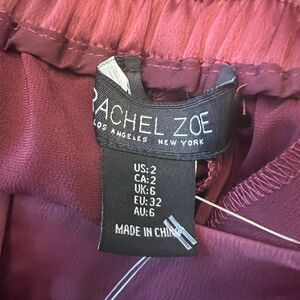 RACHEL ZOE
LOS ANGELES NEW YORK
US:2
CA:2
UK:6
EU:32
AU:6
MADE IN CHINA